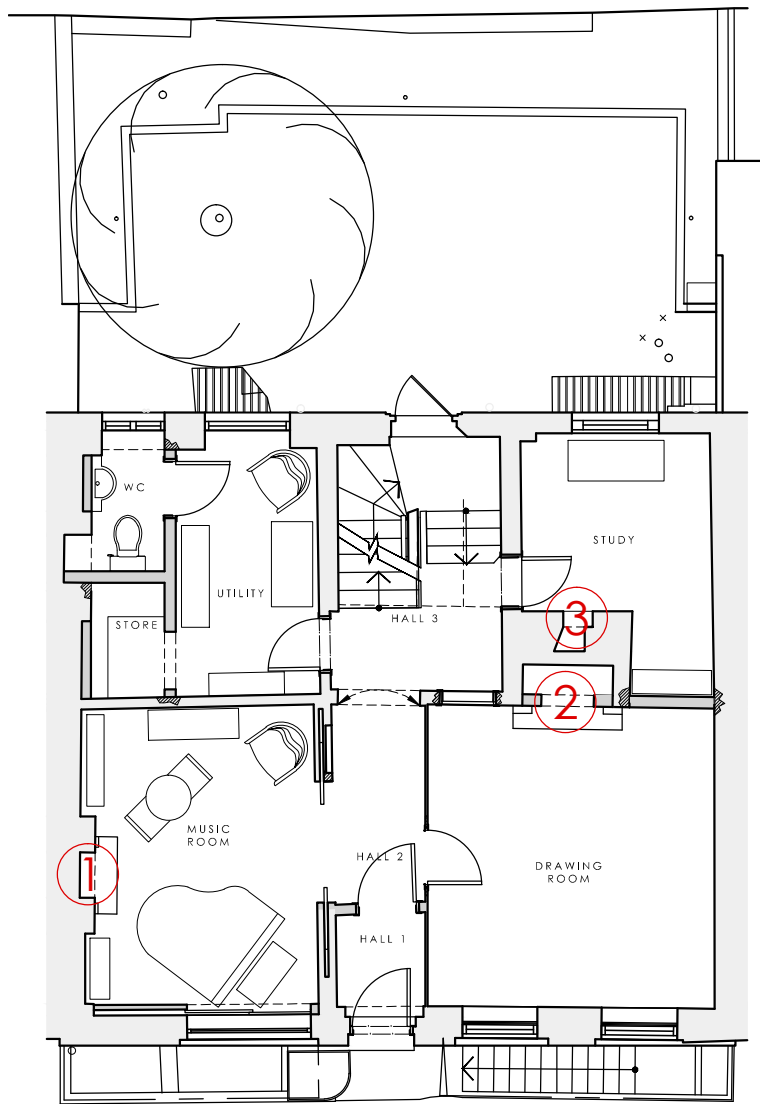 WC
STUDY
UTILITY
STORE
HALL 3
3
2
MUSIC
ROOM
HALL 2
DRAWING
ROOM
1
HALL 1